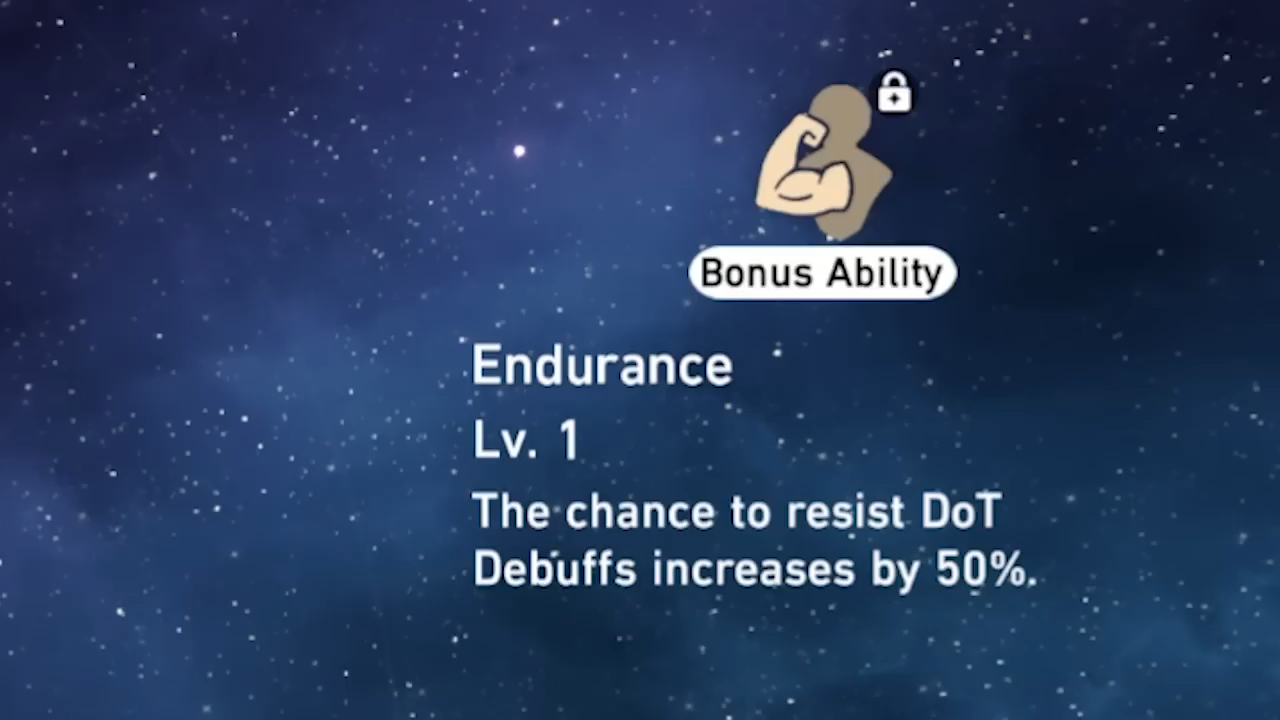 Bonus Ability
Endurance
Lv. 1
The chance to resist DoT
Debuffs increases by 50%.